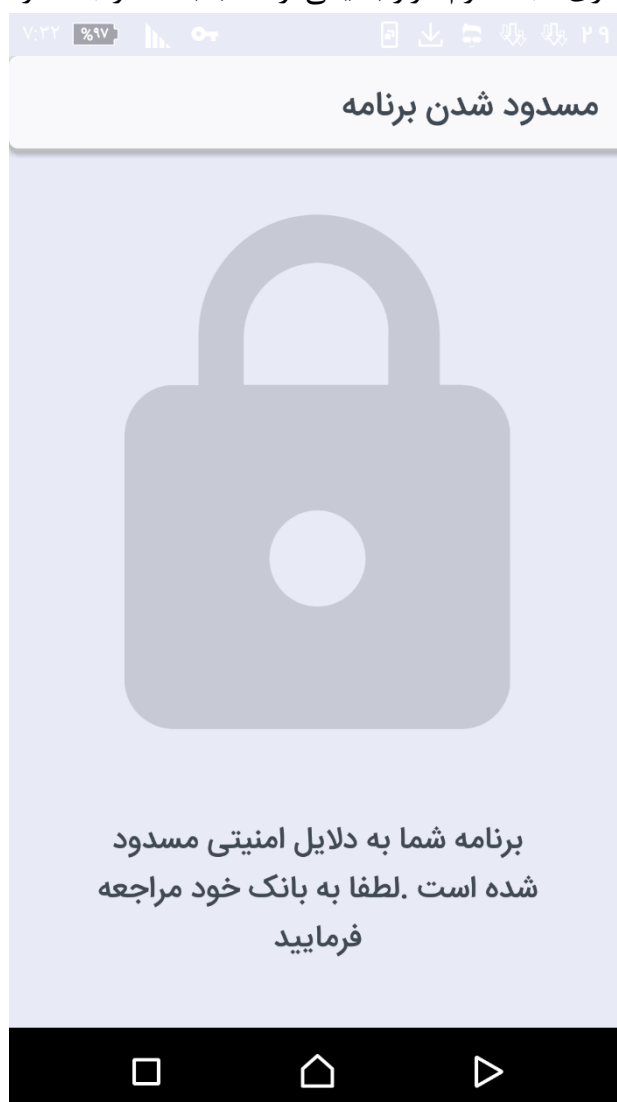 ۷:۳۲ %۹۷ ۲۹
مسدود شدن برنامه
برنامه شما به دلایل امنیتی مسدود
شده است .لطفا به بانک خود مراجعه
فرمایید